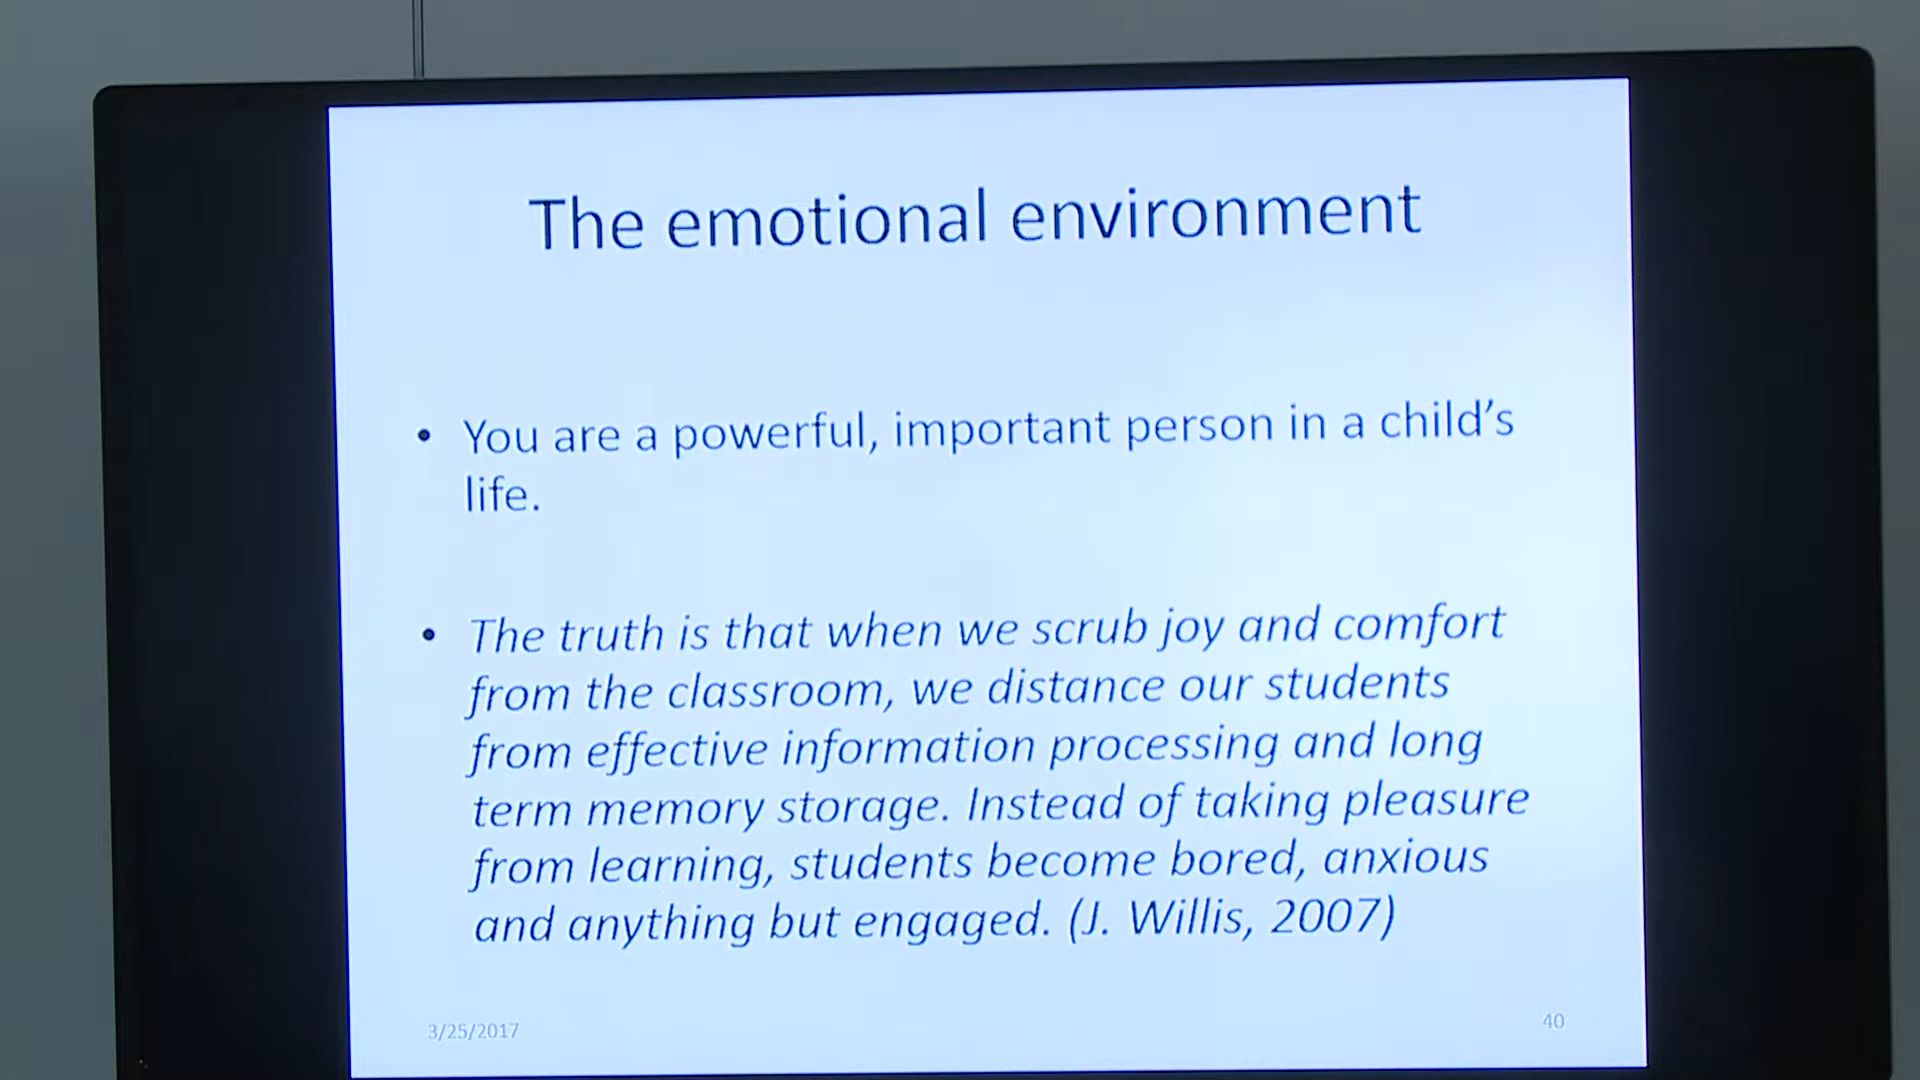 The emotional environment
• You are a powerful, important person in a child's
life.
• The truth is that when we scrub joy and comfort
from the classroom, we distance our students
from effective information processing and long
term memory storage. Instead of taking pleasure
from learning, students become bored, anxious
and anything but engaged. (J. Willis, 2007)
3/25/2017
40